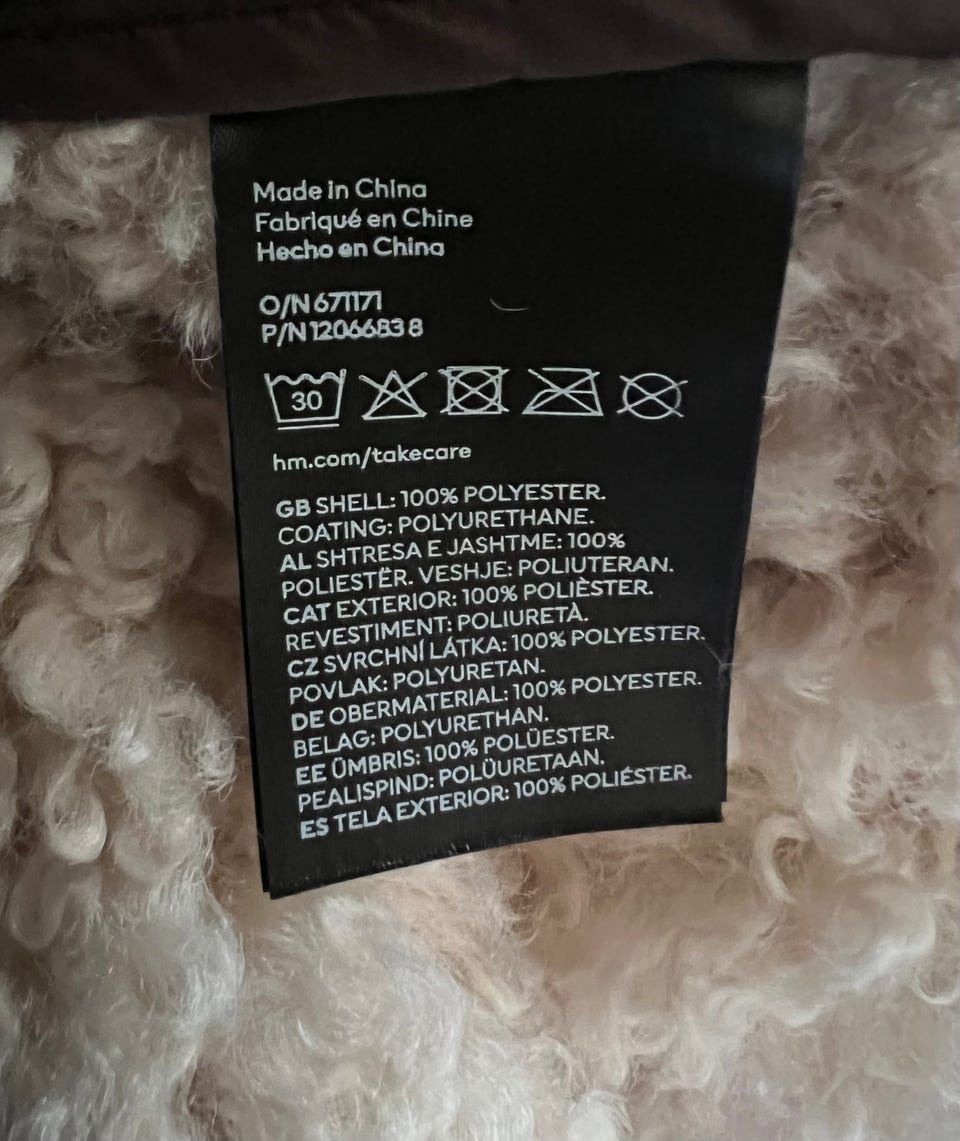 Made in China
Fabriqué en Chine
Hecho en China
O/N 671171
P/N 1206683 8
30
hm.com/takecare
GB SHELL: 100% POLYESTER.
COATING: POLYURETHANE.
AL SHTRESA E JASHTME: 100%
POLIESTËR. VESHJE: POLIUTERAN.
CAT EXTERIOR: 100% POLIÈSTER.
REVESTIMENT: POLIURETÀ.
CZ SVRCHNÍ LÁTKA: 100% POLYESTER.
POVLAK: POLYURETAN.
DE OBERMATERIAL: 100% POLYESTER.
BELAG: POLYURETHAN.
EE ÜMBRIS: 100% POLÜESTER.
PEALISPIND: POLÜURETAAN.
ES TELA EXTERIOR: 100% POLIÉSTER.